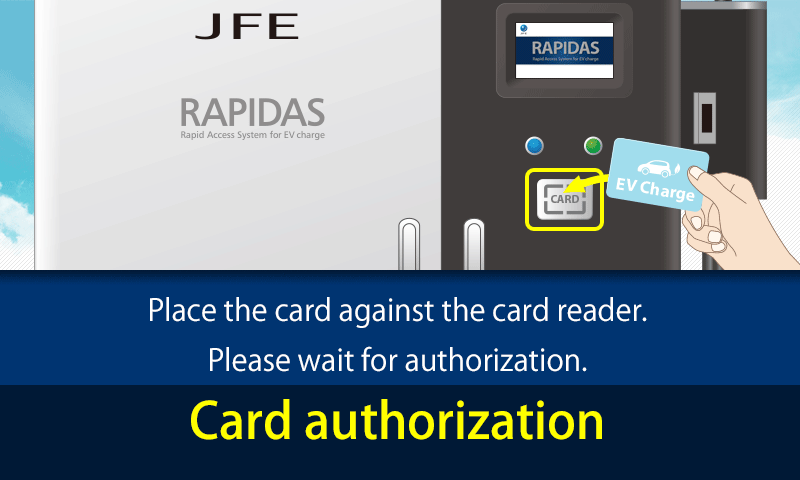 JFE
RAPIDAS
Rapid Access System for EV charge
RAPIDAS
Rapid Access System for EV charge
CARD
EV Charge
Place the card against the card reader.
Please wait for authorization.
Card authorization